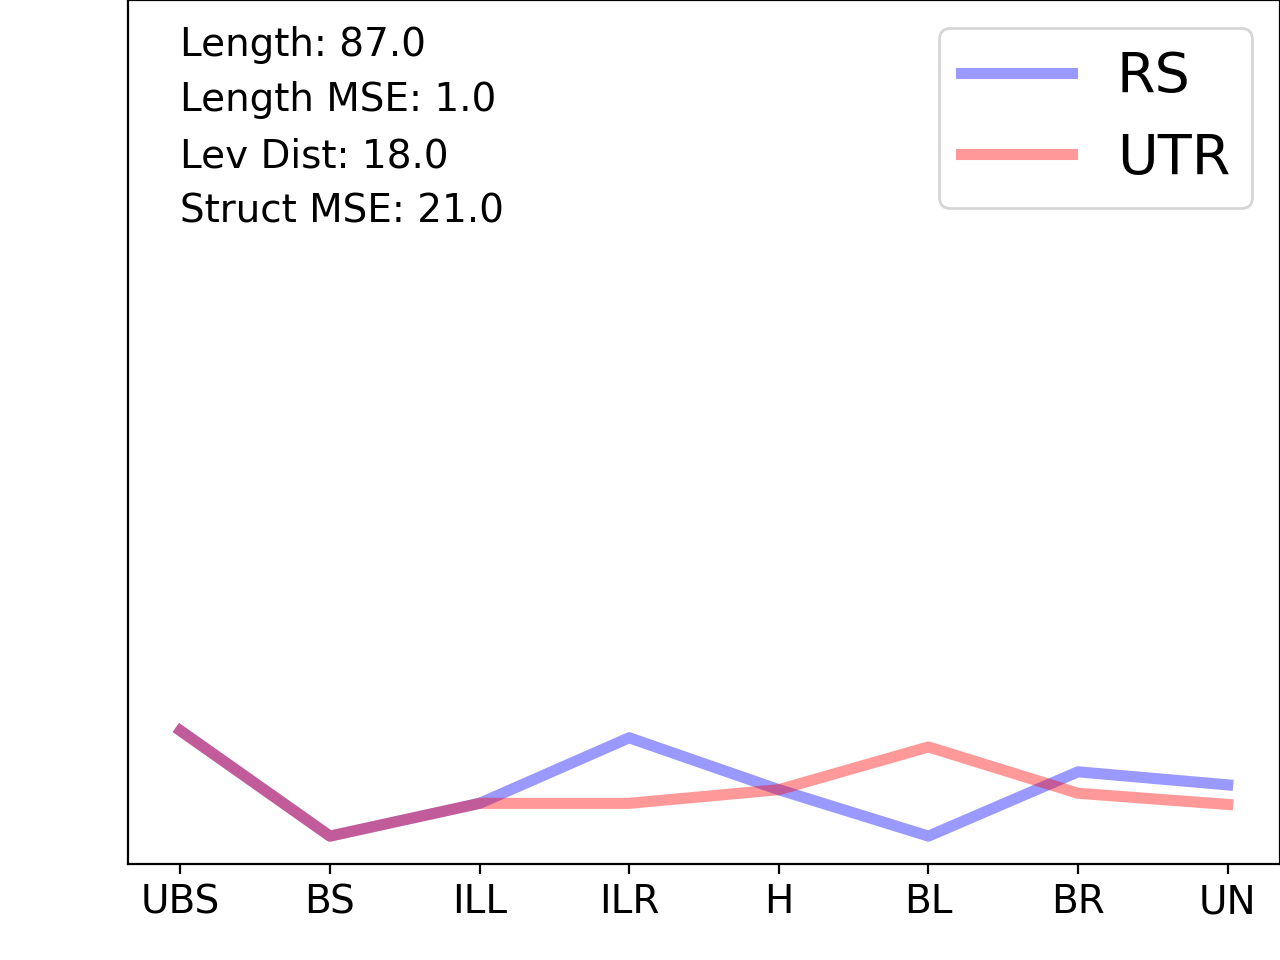 Length: 87.0
Length MSE: 1.0
Lev Dist: 18.0
Struct MSE: 21.0
RS
UTR
UBS
BS
ILL
ILR
H
BL
BR
UN